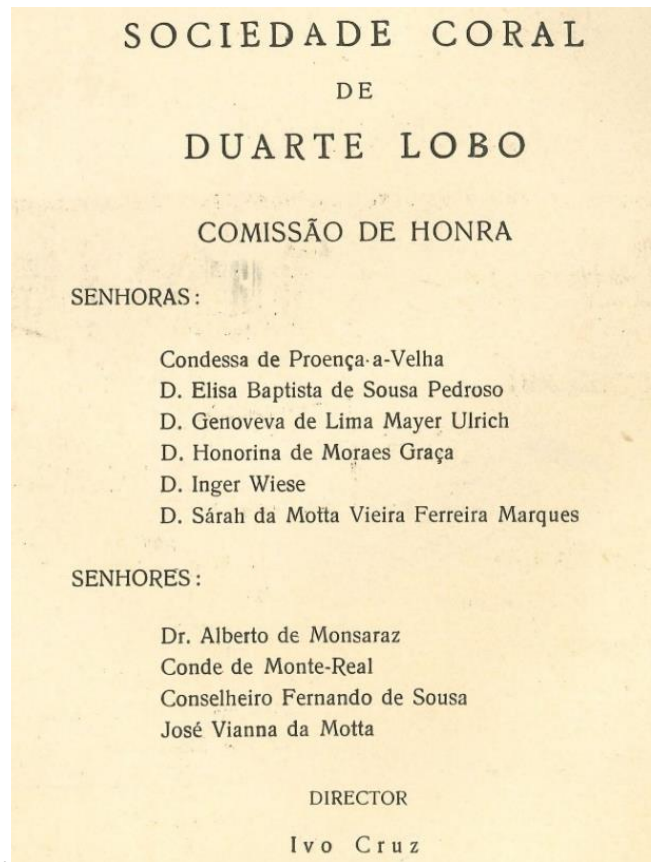 SOCIEDADE CORAL
DE
DUARTE LOBO
COMISSÃO DE HONRA
SENHORAS:
Condessa de Proença-a-Velha
D. Elisa Baptista de Sousa Pedroso
D. Genoveva de Lima Mayer Ulrich
D. Honorina de Moraes Graça
D. Inger Wiese
D. Sárah da Motta Vieira Ferreira Marques
SENHORES:
Dr. Alberto de Monsaraz
Conde de Monte-Real
Conselheiro Fernando de Sousa
José Vianna da Motta
DIRECTOR
Ivo Cruz